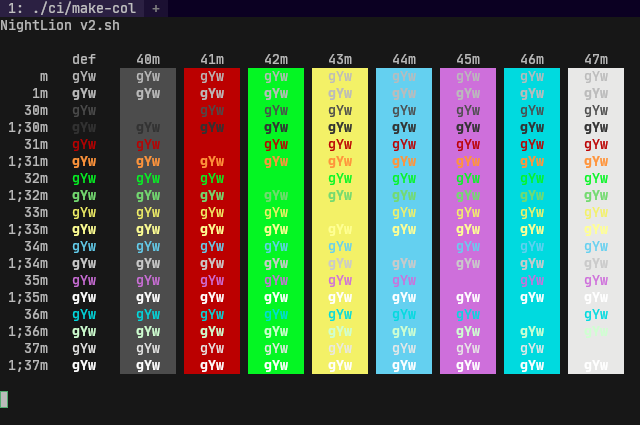 1: ./ci/make-col +
NightLion v2.sh
def 40m 41m 42m 43m 44m 45m 46m 47m
m gYw gYw gYw gYw gYw gYw gYw gYw gYw
1m gYw gYw gYw gYw gYw gYw gYw gYw gYw
30m gYw gYw gYw gYw gYw gYw gYw
1;30m gYw gYw gYw gYw gYw gYw gYw gYw gYw
31m gYw gYw gYw gYw gYw gYw gYw gYw
1;31m gYw gYw gYw gYw gYw gYw gYw gYw gYw
32m gYw gYw gYw gYw gYw gYw gYw gYw
1;32m gYw gYw gYw gYw gYw gYw gYw gYw gYw
33m gYw gYw gYw gYw gYw gYw gYw gYw
1;33m gYw gYw gYw gYw gYw gYw gYw gYw gYw
34m gYw gYw gYw gYw gYw gYw gYw gYw
1;34m gYw gYw gYw gYw gYw gYw gYw gYw gYw
35m gYw gYw gYw gYw gYw gYw gYw gYw
1;35m gYw gYw gYw gYw gYw gYw gYw gYw gYw
36m gYw gYw gYw gYw gYw gYw gYw gYw
1;36m gYw gYw gYw gYw gYw gYw gYw gYw gYw
37m gYw gYw gYw gYw gYw gYw gYw gYw
1;37m gYw gYw gYw gYw gYw gYw gYw gYw gYw